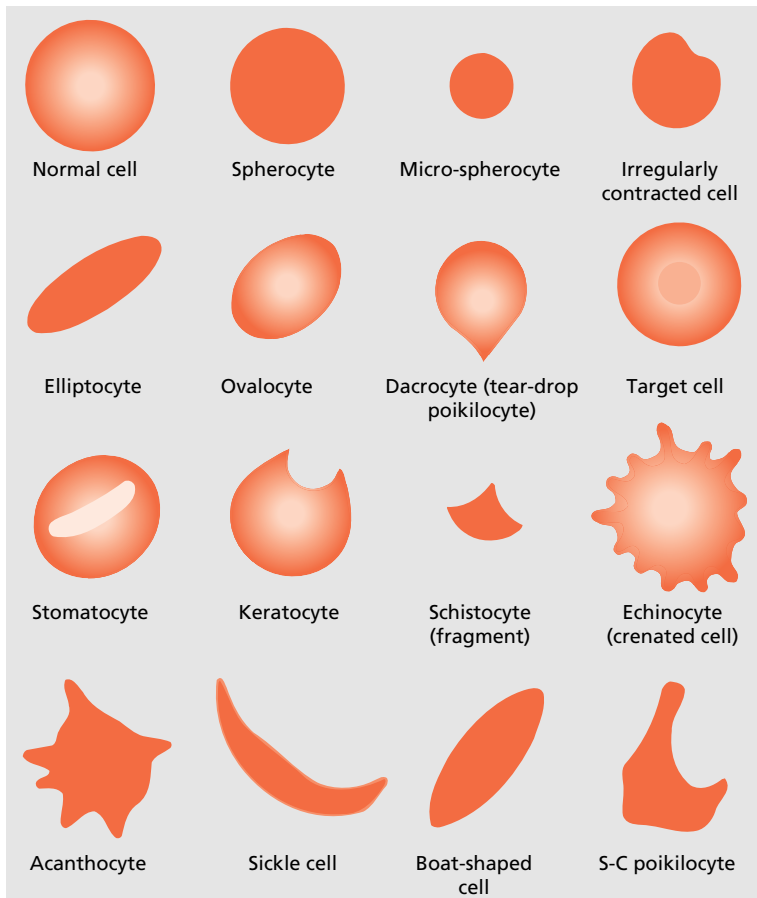 Normal cell
Spherocyte
Micro-spherocyte
Irregularly
contracted cell
Elliptocyte
Ovalocyte
Dacrocyte (tear-drop
poikilocyte)
Target cell
Stomatocyte
Keratocyte
Schistocyte
(fragment)
Echinocyte
(crenated cell)
Acanthocyte
Sickle cell
Boat-shaped
cell
S-C poikilocyte